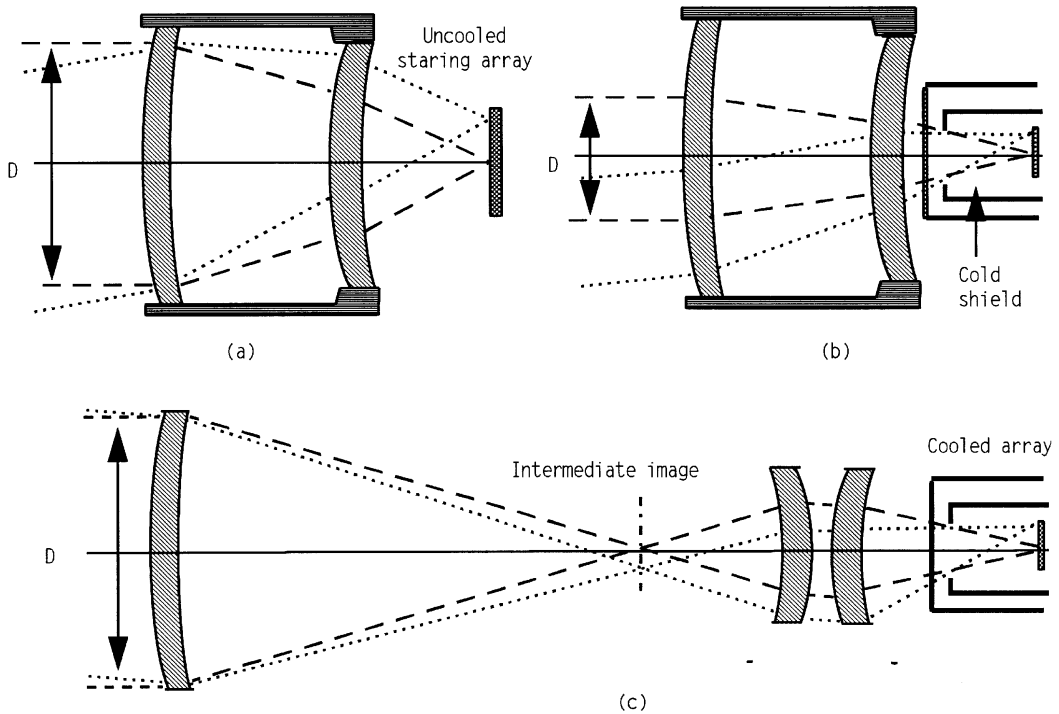 Uncooled
staring array
D
(a)
D
Cold
shield
(b)
Intermediate image
Cooled array
D
(c)